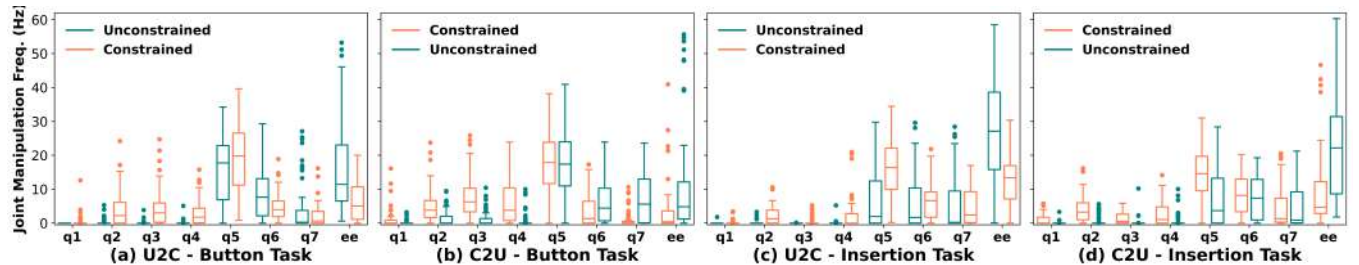 Joint Manipulation Freq. (Hz)
60
50
40
30
20
10
0
Unconstrained
Constrained
q1 q2 q3 q4 q5 q6 q7 ee
(a) U2C - Button Task
Constrained
Unconstrained
q1 q2 q3 q4 q5 q6 q7 ee
(b) C2U - Button Task
Unconstrained
Constrained
q1 q2 q3 q4 q5 q6 q7 ee
(c) U2C - Insertion Task
Constrained
Unconstrained
q1 q2 q3 q4 q5 q6 q7 ee
(d) C2U - Insertion Task